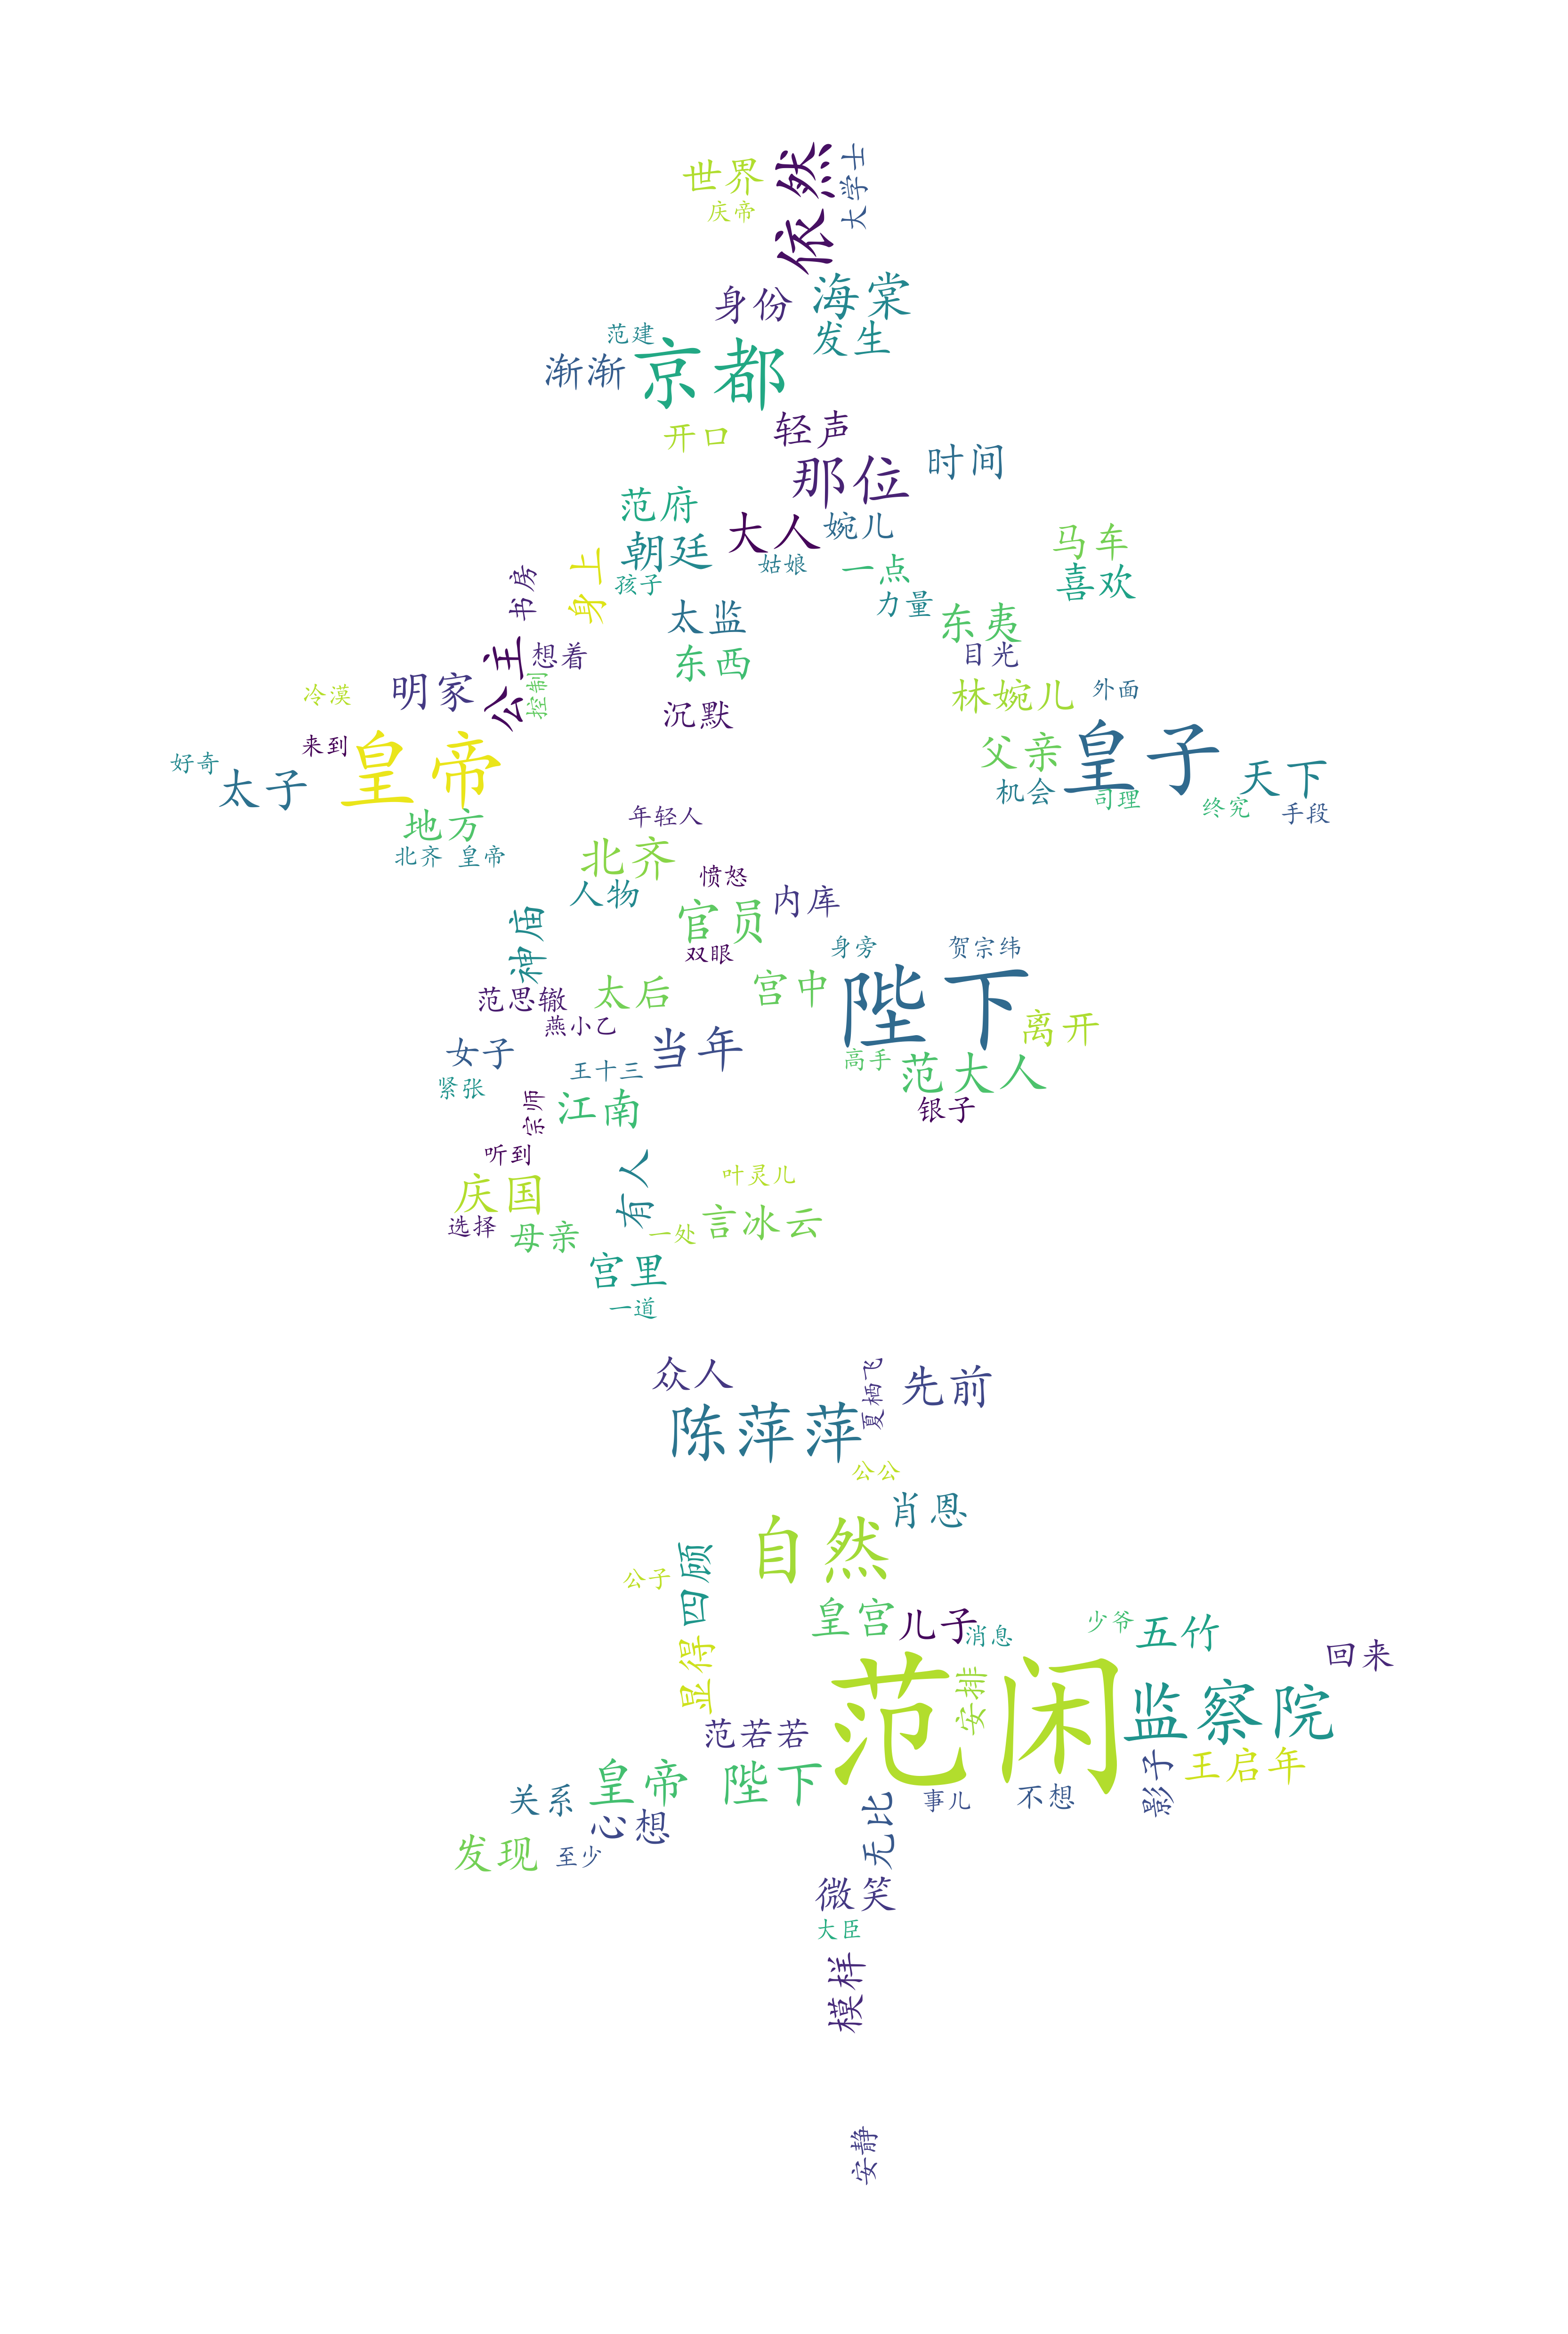 世界
依然
大学士
庆帝
身份
海棠
发生
范建
渐渐
京都
开口
轻声
那位
时间
范府
大人
婉儿
朝廷
姑娘
马车
喜欢
一点
力量
身上
孩子
书房
太监
东夷
目光
东西
公主
想着
控制
明家
冷漠
沉默
林婉儿
外面
来到
皇帝
好奇
太子
父亲
皇子
天下
机会
司理
终究
手段
地方
北齐 皇帝
年轻人
北齐
人物
愤怒
官员
内库
双眼
神庙
身旁
贺宗纬
范思辙
太后
宫中
陛下
离开
燕小乙
当年
女子
王十三
高手
范大人
紧张
宗师
江南
银子
听到
有人
叶灵儿
庆国
选择
母亲
一处
言冰云
宫里
一道
众人
夏栖飞
先前
陈萍萍
公公
肖恩
自然
四顾
公子
皇宫
儿子
消息
少爷
五竹
回来
显得
范闲
安排
监察院
范若若
影子
王启年
皇帝 陛下
关系
心想
事儿
不想
发现
至少
无比
微笑
大臣
模样
安静